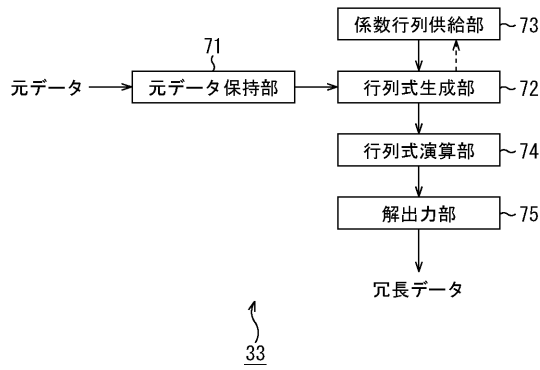 係数行列供給部 73
71
元データ 元データ保持部 行列式生成部 72
行列式演算部 74
解出力部 75
冗長データ
33